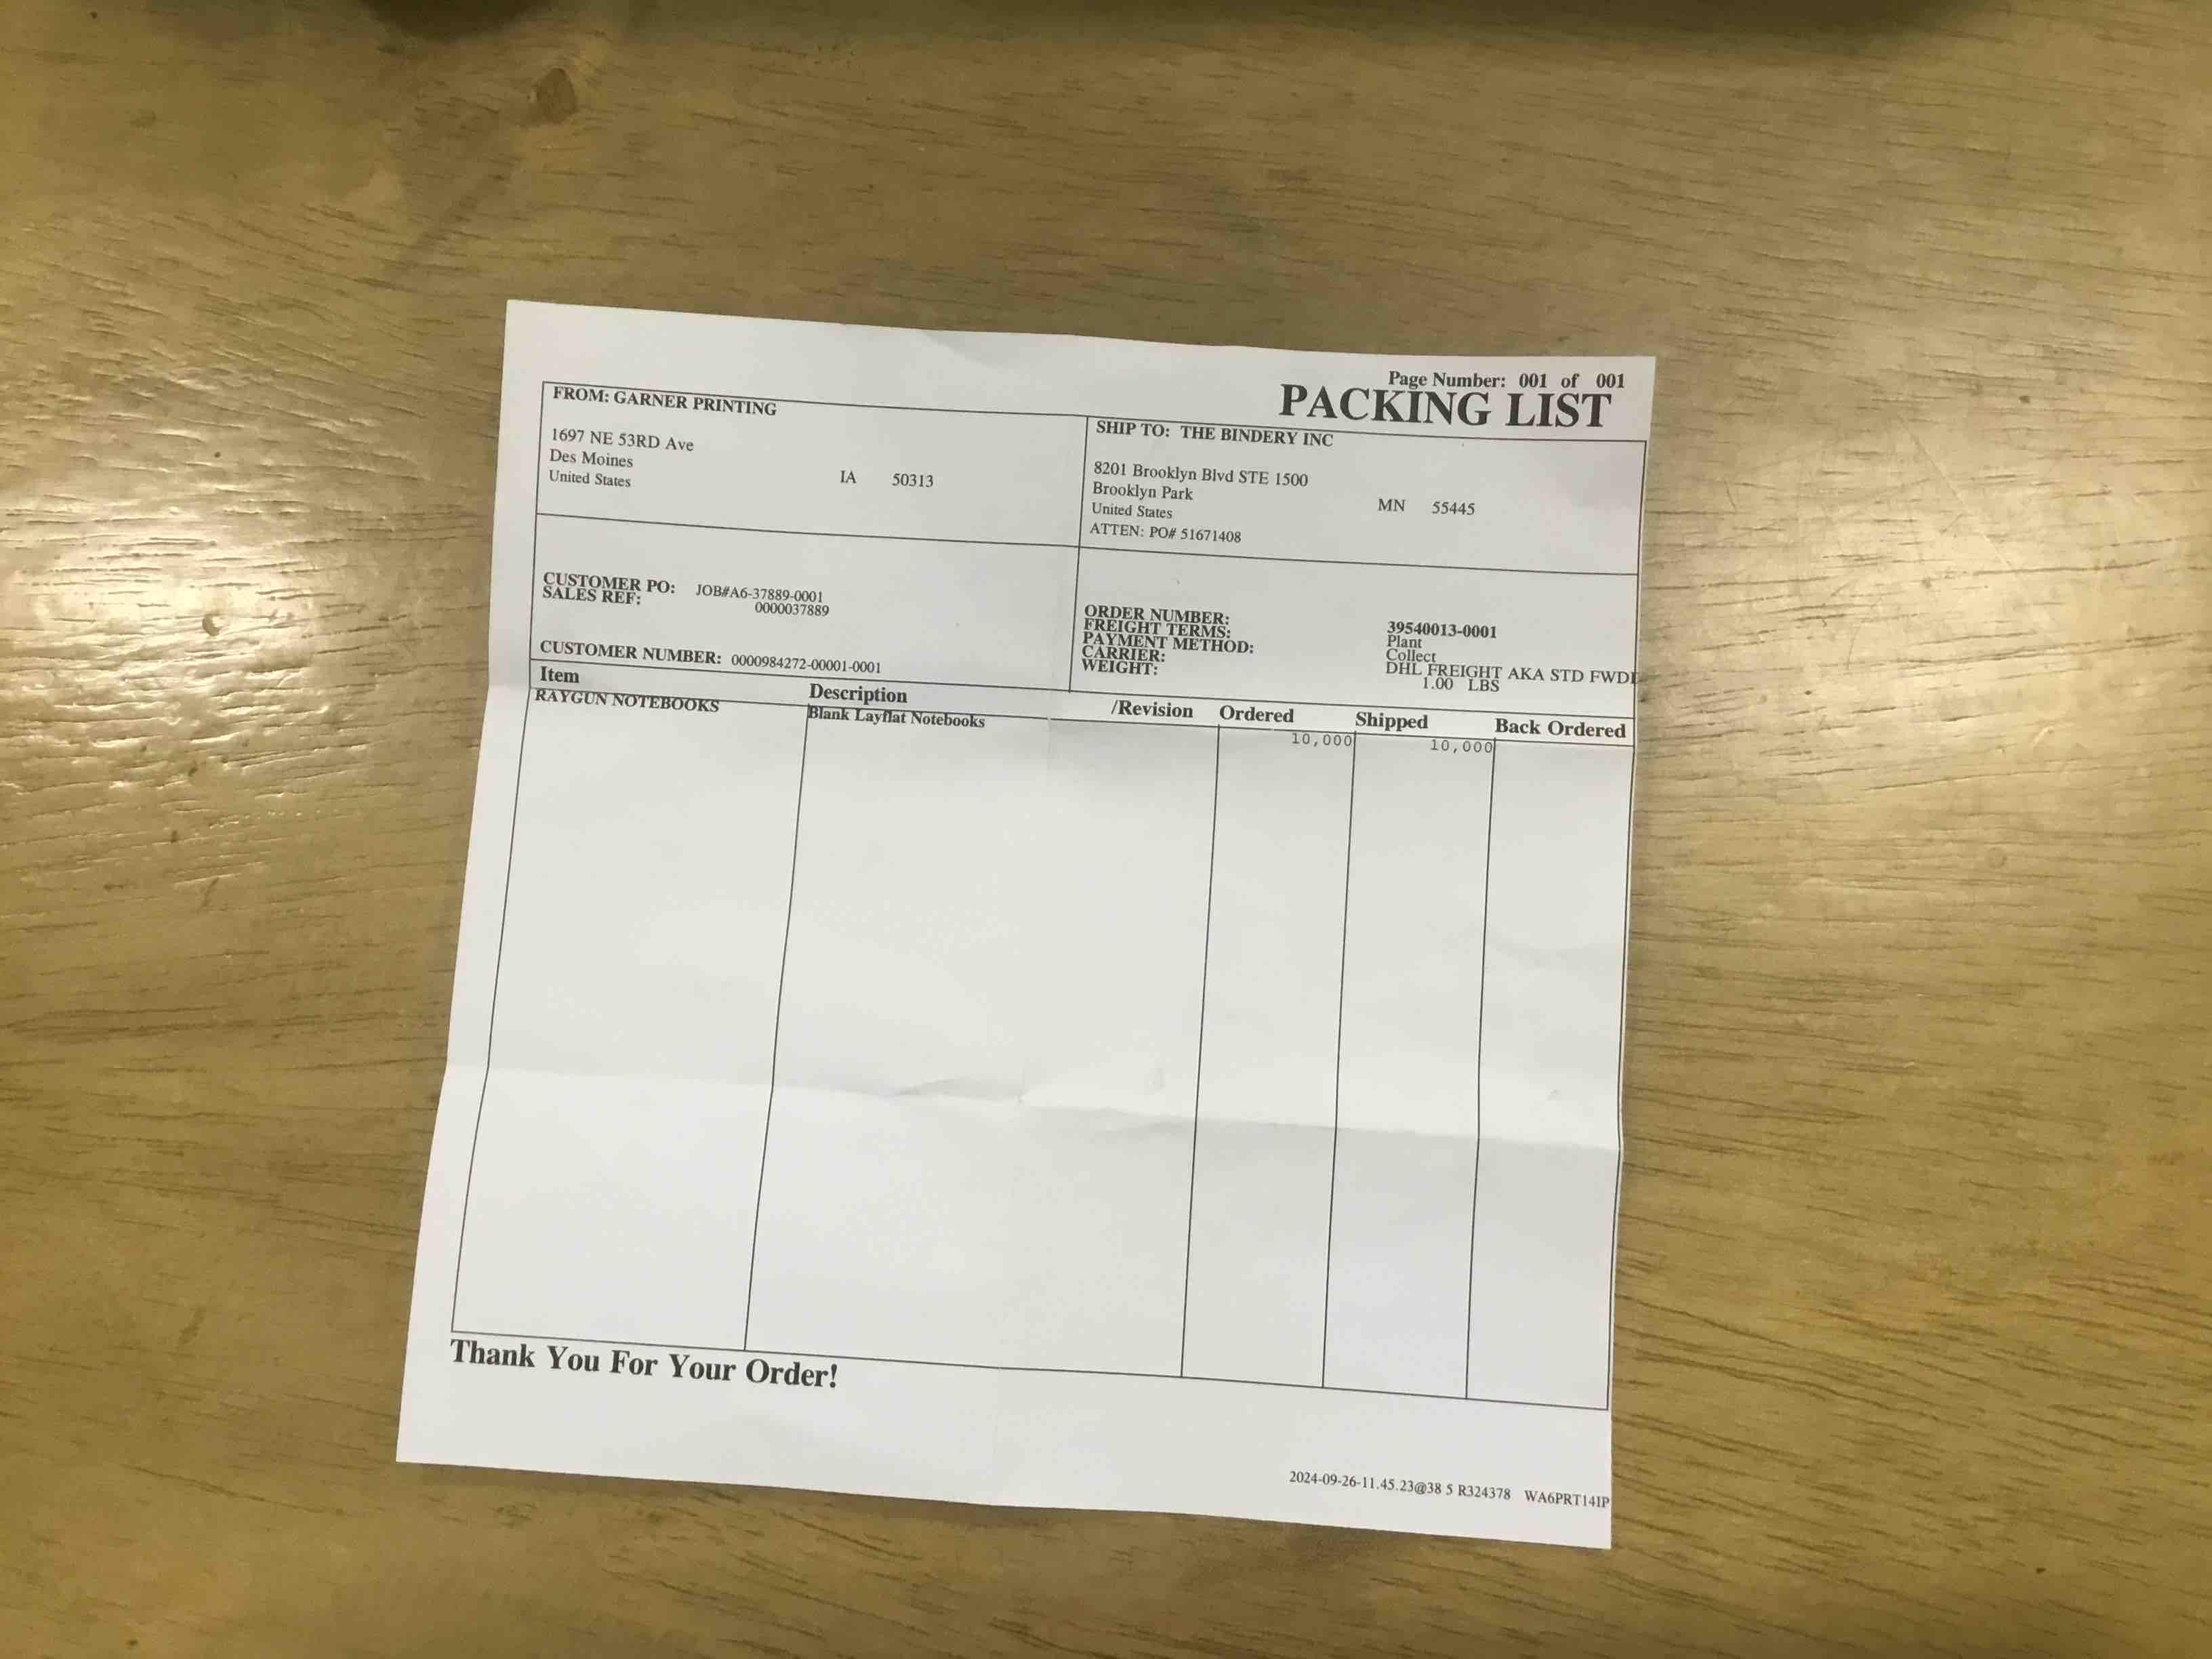 Page Number: 001 of 001
PACKING LIST
FROM: GARNER PRINTING
1697 NE 53RD Ave
Des Moines
IA 50313
United States
SHIP TO: THE BINDERY INC
8201 Brooklyn Blvd STE 1500
Brooklyn Park
MN 55445
United States
ATTEN: PO# 51671408
CUSTOMER PO: JOB#A6-37889-0001
SALES REF: 0000037889
CUSTOMER NUMBER: 0000984272-00001-0001
ORDER NUMBER: 39540013-0001
FREIGHT TERMS: Plant
PAYMENT METHOD: Collect
CARRIER: DHL FREIGHT AKA STD FWDI
WEIGHT: 1.00 LBS
Item Description /Revision Ordered Shipped Back Ordered
RAYGUN NOTEBOOKS Blank Layflat Notebooks 10,000 10,000
Thank You For Your Order!
2024-09-26-11.45.23@38 5 R324378 WA6PRT14IP